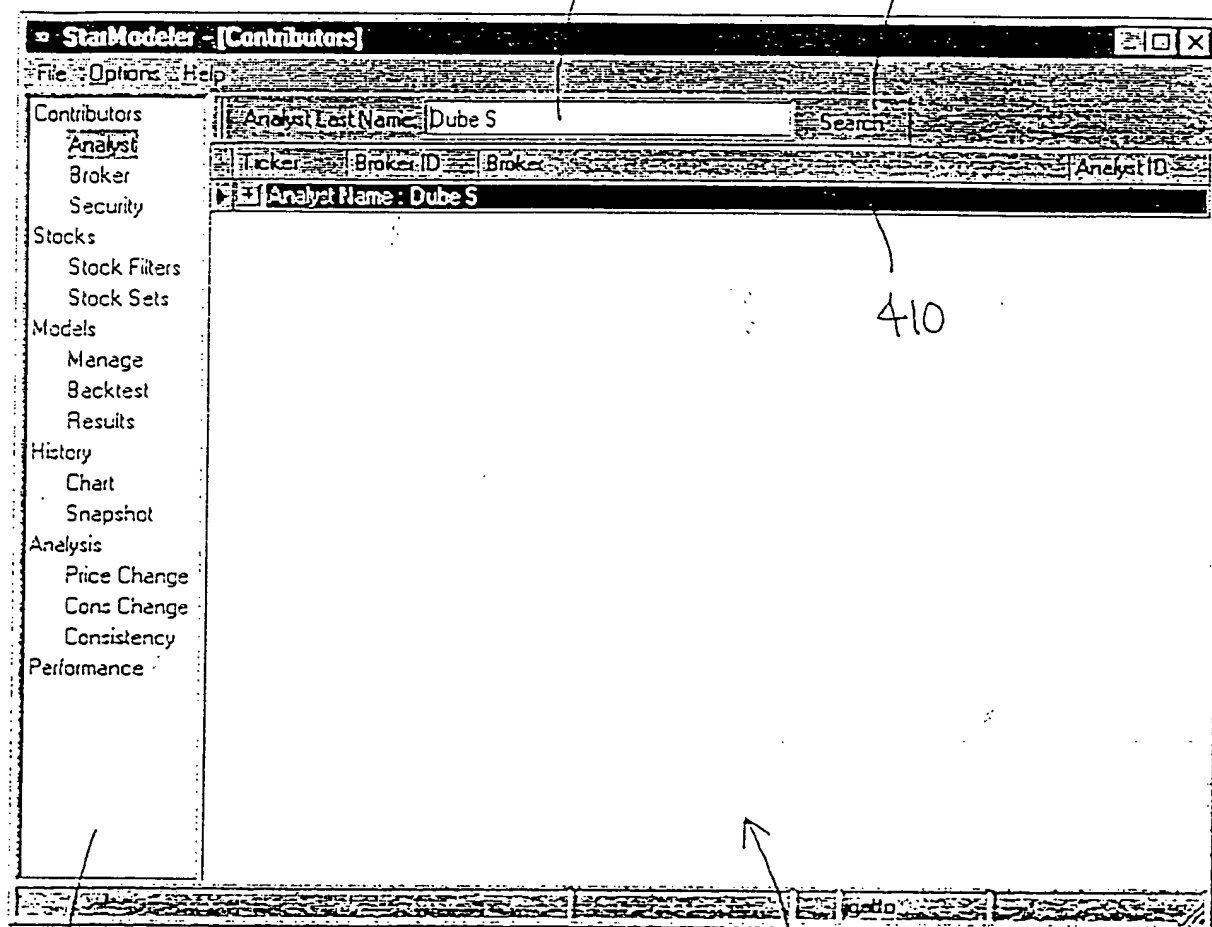 StarModeler - [Contributors]
File Options Help
Analyst Last Name: Dube S Search
Ticker Broker ID Broker Analyst ID
Analyst Name : Dube S
410
Contributors
Analyst
Broker
Security
Stocks
Stock Filters
Stock Sets
Models
Manage
Backtest
Results
History
Chart
Snapshot
Analysis
Price Change
Cons Change
Consistency
Performance